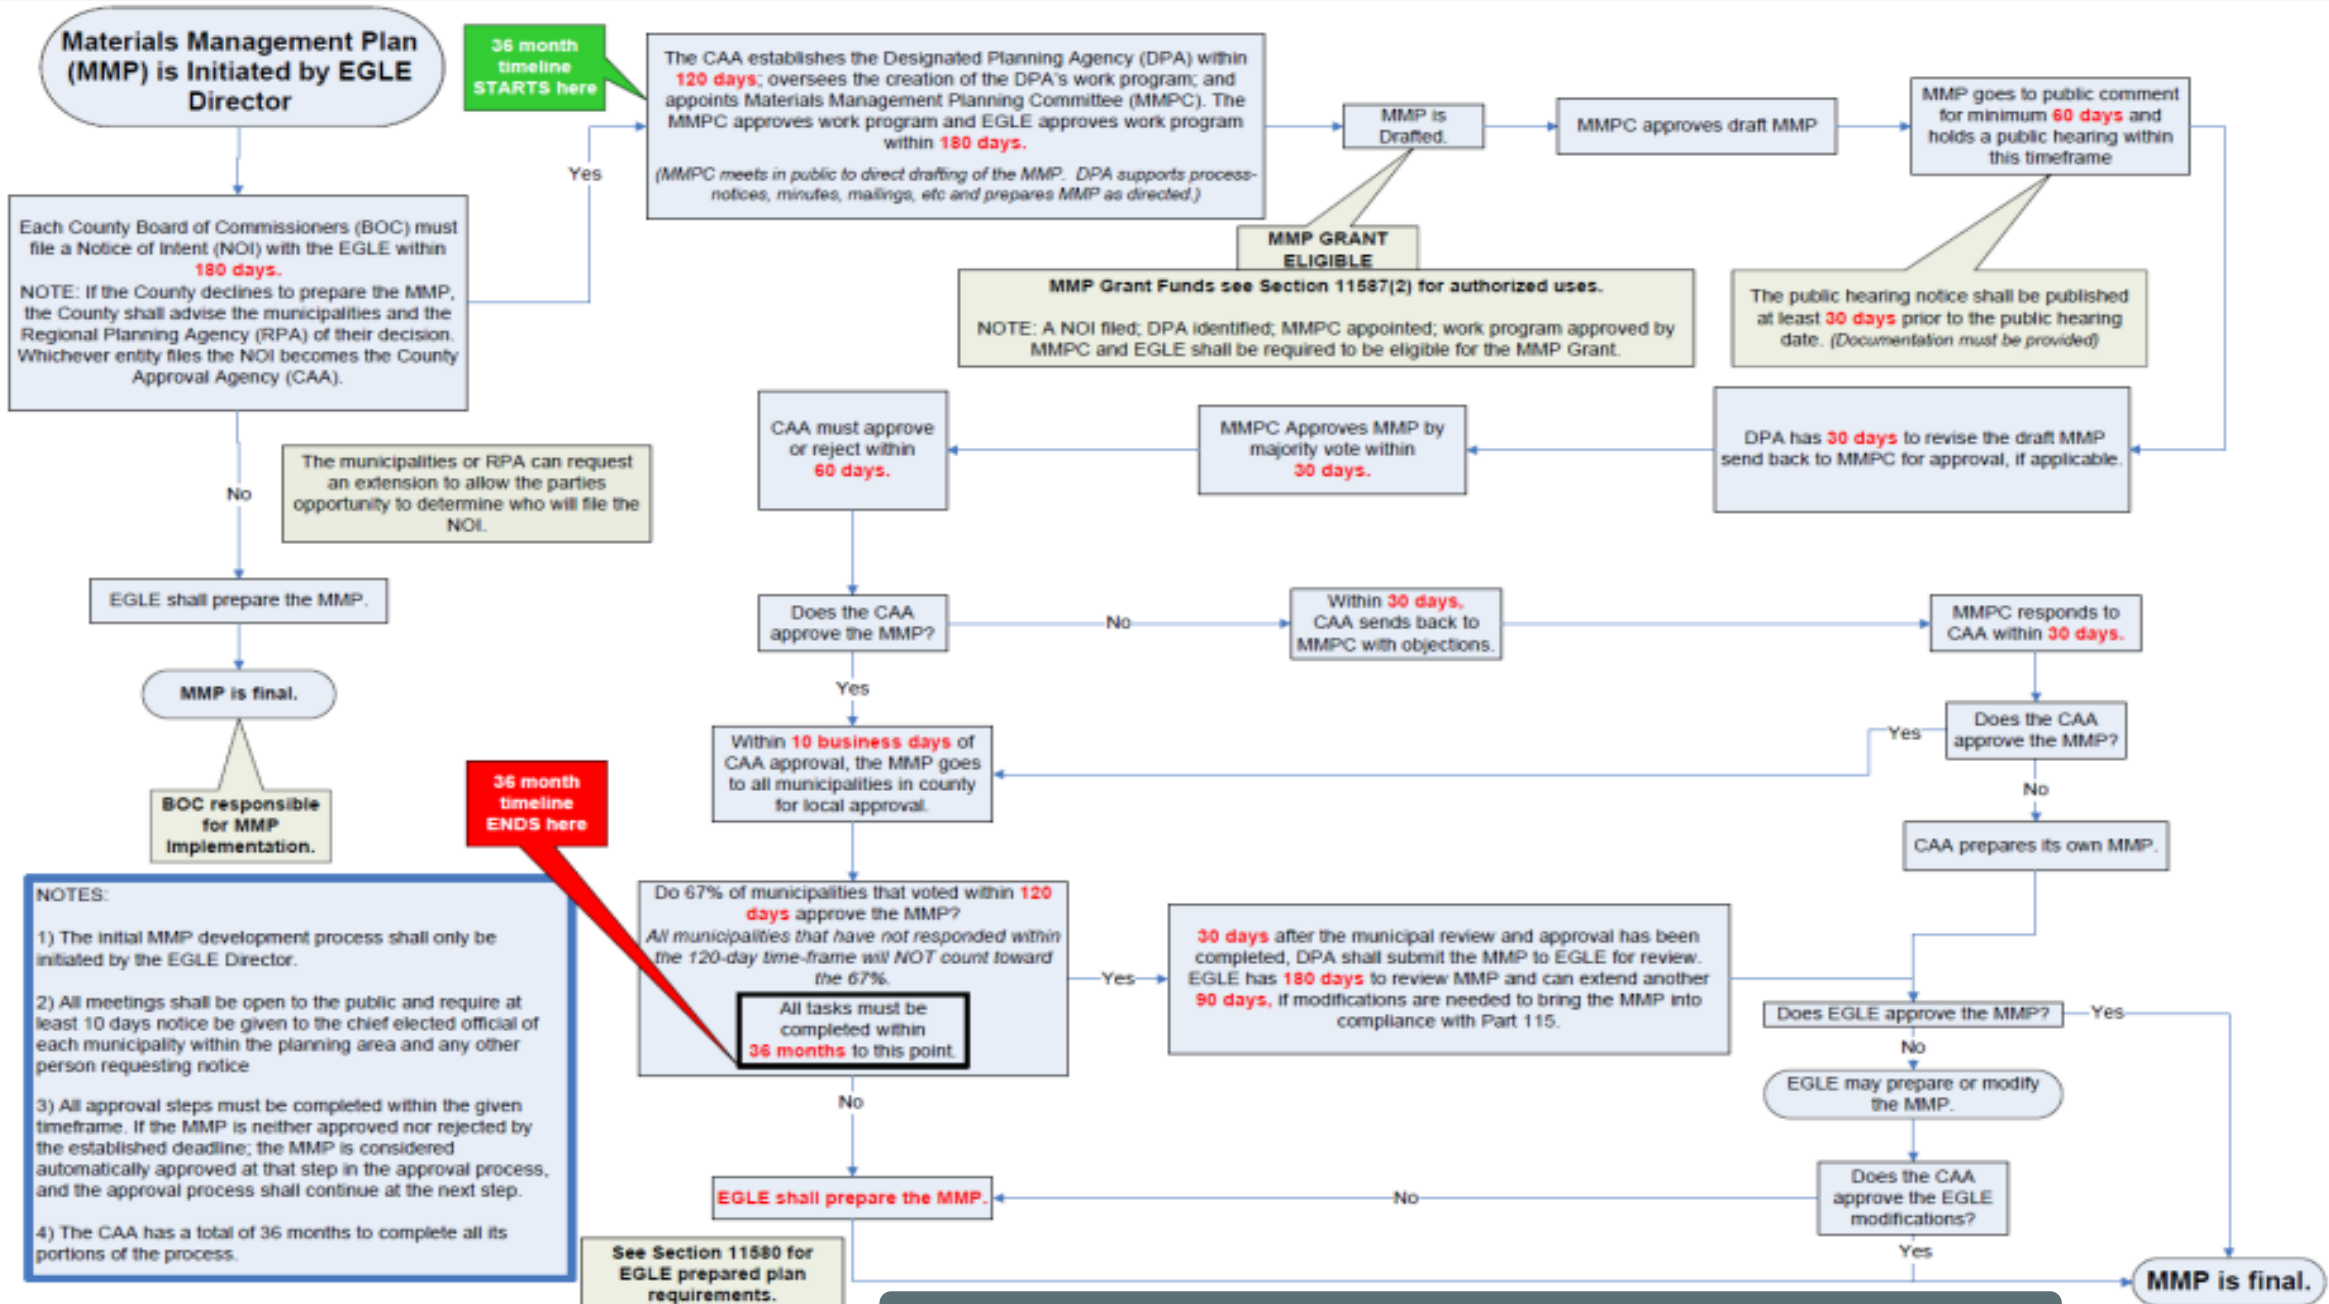 Materials Management Plan
(MMP) is Initiated by EGLE
Director
36 month
timeline
STARTS here
The CAA establishes the Designated Planning Agency (DPA) within
120 days; oversees the creation of the DPA's work program; and
appoints Materials Management Planning Committee (MMPC). The
MMPC approves work program and EGLE approves work program
within 180 days.
(MMPC meets in public to direct drafting of the MMP. DPA supports process-
notices, minutes, mailings, etc and prepares MMP as directed.)
MMP is
Drafted.
MMPC approves draft MMP
MMP goes to public comment
for minimum 60 days and
holds a public hearing within
this timeframe
Yes
Each County Board of Commissioners (BOC) must
file a Notice of Intent (NOI) with the EGLE within
180 days.
NOTE: If the County declines to prepare the MMP,
the County shall advise the municipalities and the
Regional Planning Agency (RPA) of their decision.
Whichever entity files the NOI becomes the County
Approval Agency (CAA).
MMP GRANT
ELIGIBLE
MMP Grant Funds see Section 11587(2) for authorized uses.
NOTE: A NOI filed; DPA identified; MMPC appointed; work program approved by
MMPC and EGLE shall be required to be eligible for the MMP Grant.
The public hearing notice shall be published
at least 30 days prior to the public hearing
date. (Documentation must be provided)
No
The municipalities or RPA can request
an extension to allow the parties
opportunity to determine who will file the
NOI.
CAA must approve
or reject within
60 days.
MMPC Approves MMP by
majority vote within
30 days.
DPA has 30 days to revise the draft MMP
send back to MMPC for approval, if applicable.
EGLE shall prepare the MMP.
Does the CAA
approve the MMP?
No
Within 30 days,
CAA sends back to
MMPC with objections.
MMPC responds to
CAA within 30 days.
MMP is final.
Yes
Does the CAA
approve the MMP?
Yes
No
BOC responsible
for MMP
Implementation.
36 month
timeline
ENDS here
Within 10 business days of
CAA approval, the MMP goes
to all municipalities in county
for local approval.
CAA prepares its own MMP.
NOTES:
1) The initial MMP development process shall only be
initiated by the EGLE Director.
2) All meetings shall be open to the public and require at
least 10 days notice be given to the chief elected official of
each municipality within the planning area and any other
person requesting notice
3) All approval steps must be completed within the given
timeframe. If the MMP is neither approved nor rejected by
the established deadline; the MMP is considered
automatically approved at that step in the approval process,
and the approval process shall continue at the next step.
4) The CAA has a total of 36 months to complete all its
portions of the process.
Do 67% of municipalities that voted within 120
days approve the MMP?
All municipalities that have not responded within
the 120-day time-frame will NOT count toward
the 67%.
All tasks must be
completed within
36 months to this point.
Yes
30 days after the municipal review and approval has been
completed, DPA shall submit the MMP to EGLE for review.
EGLE has 180 days to review MMP and can extend another
90 days, if modifications are needed to bring the MMP into
compliance with Part 115.
Does EGLE approve the MMP?
Yes
No
EGLE may prepare or modify
the MMP.
No
EGLE shall prepare the MMP.
No
Does the CAA
approve the EGLE
modifications?
Yes
See Section 11580 for
EGLE prepared plan
requirements.
MMP is final.